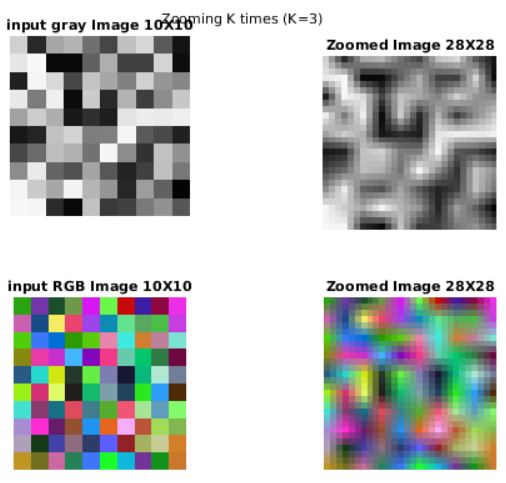 Zooming K times (K=3)
input gray Image 10X10
Zoomed Image 28X28
input RGB Image 10X10
Zoomed Image 28X28